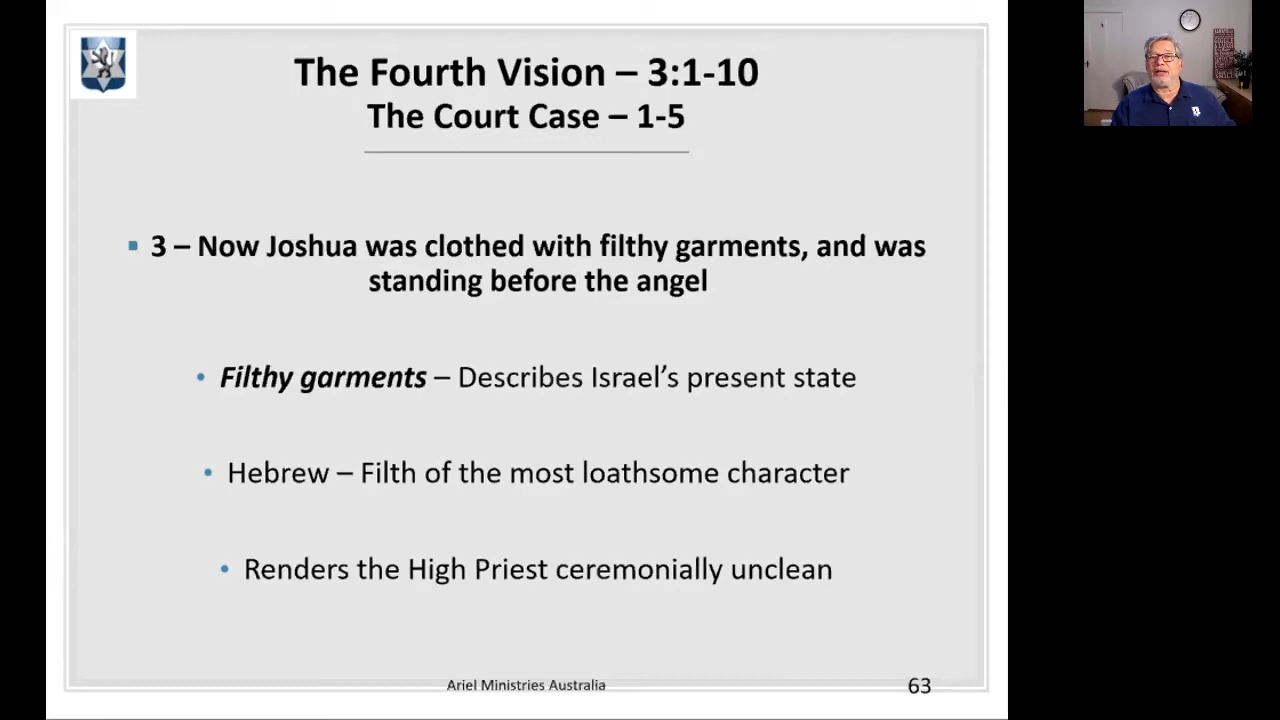 The Fourth Vision – 3:1-10
The Court Case – 1-5
▪ 3 – Now Joshua was clothed with filthy garments, and was
standing before the angel
• Filthy garments – Describes Israel’s present state
• Hebrew – Filth of the most loathsome character
• Renders the High Priest ceremonially unclean
Ariel Ministries Australia
63